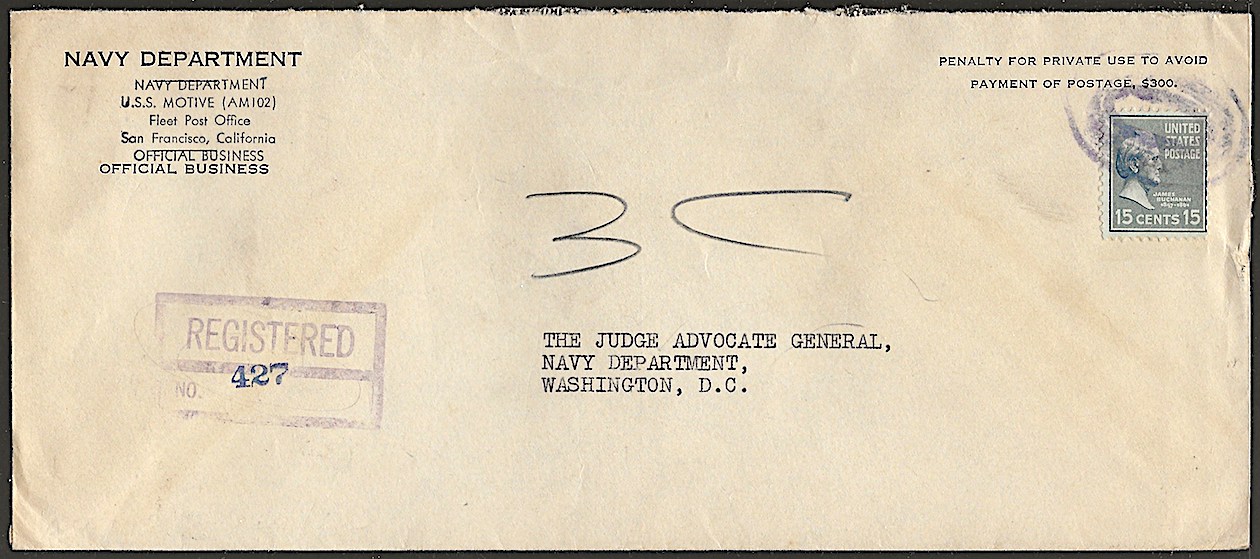 NAVY DEPARTMENT
NAVY DEPARTMENT
U.S.S. MOTIVE (AM102)
Fleet Post Office
San Francisco, California
OFFICIAL BUSINESS
OFFICIAL BUSINESS
PENALTY FOR PRIVATE USE TO AVOID
PAYMENT OF POSTAGE, $300.
UNITED
STATES
POSTAGE
JAMES
BUCHANAN
1857-1861
15 CENTS 15
3C
REGISTERED
NO. 427
THE JUDGE ADVOCATE GENERAL,
NAVY DEPARTMENT,
WASHINGTON, D.C.